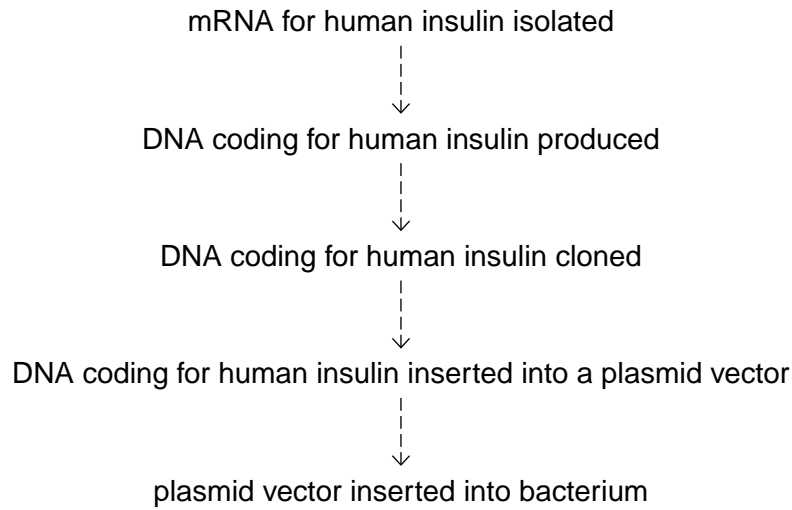 mRNA for human insulin isolated
DNA coding for human insulin produced
DNA coding for human insulin cloned
DNA coding for human insulin inserted into a plasmid vector
plasmid vector inserted into bacterium